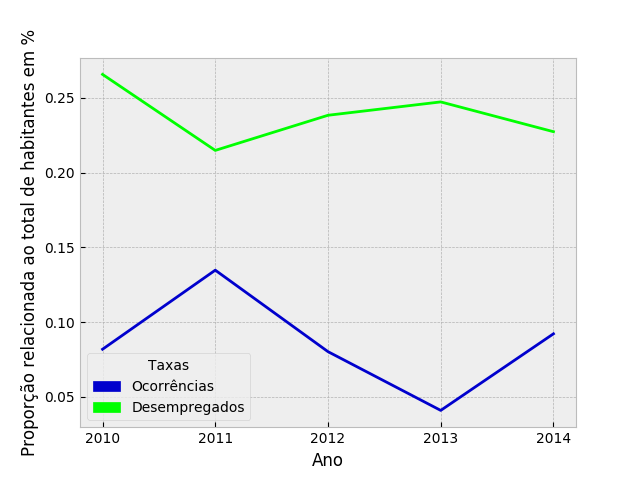 Proporção relacionada ao total de habitantes em %
0.25
0.20
0.15
0.10
0.05
Taxas
Ocorrências
Desempregados
2010 2011 2012 2013 2014
Ano